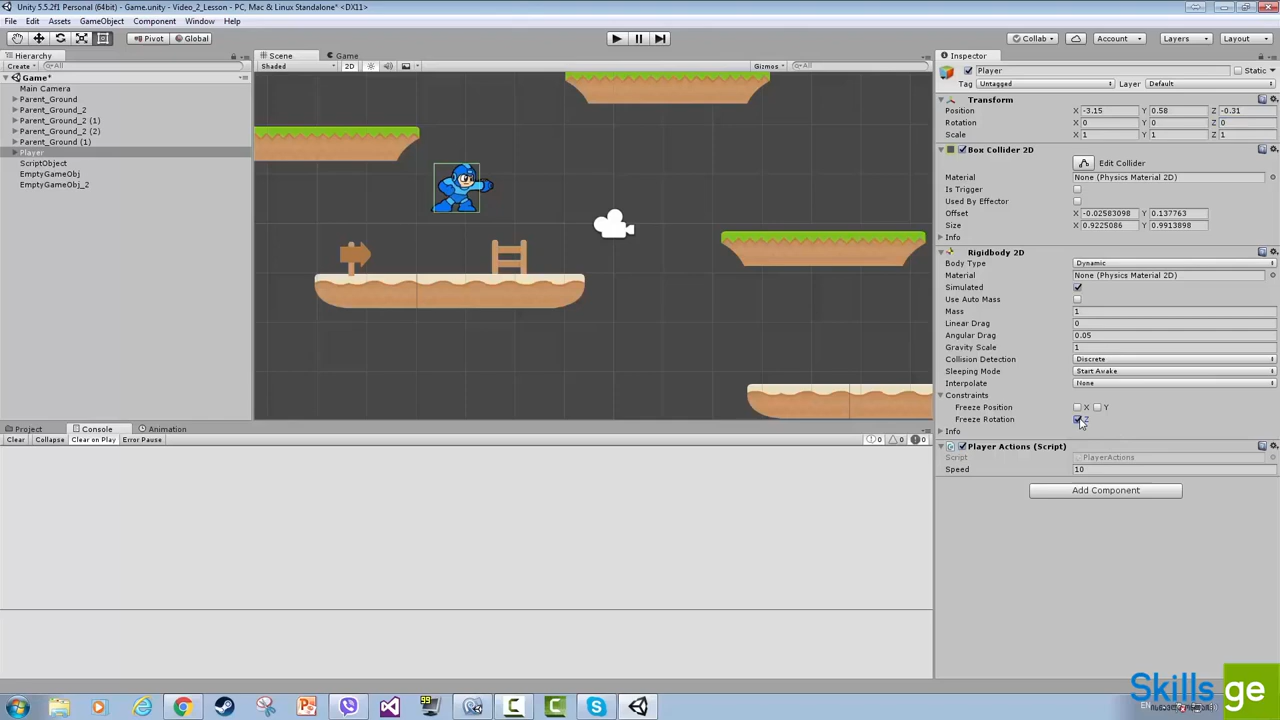 Unity 5.5.2f1 Personal (64bit) - Game.unity - Video_2_Lesson - PC, Mac & Linux Standalone* <DX11>
File Edit Assets GameObject Component Window Help
Pivot Global Collab Account Layers Layout
Hierarchy
Create All
Game*
Main Camera
Parent_Ground
Parent_Ground_2
Parent_Ground_2 (1)
Parent_Ground_2 (2)
Parent_Ground (1)
Player
ScriptObject
EmptyGameObj
EmptyGameObj_2
Scene Game
Shaded 2D Gizmos All
Inspector
Player Static
Tag Untagged Layer Default
Transform
Position X -3.15 Y 0.58 Z -0.31
Rotation X 0 Y 0 Z 0
Scale X 1 Y 1 Z 1
Box Collider 2D
Edit Collider
Material None (Physics Material 2D)
Is Trigger
Used By Effector
Offset X -0.02583098 Y 0.137763
Size X 0.9225086 Y 0.9913898
Info
Rigidbody 2D
Body Type Dynamic
Material None (Physics Material 2D)
Simulated
Use Auto Mass
Mass 1
Linear Drag 0
Angular Drag 0.05
Gravity Scale 1
Collision Detection Discrete
Sleeping Mode Start Awake
Interpolate None
Constraints
Freeze Position X Y
Freeze Rotation Z
Info
Player Actions (Script)
Script PlayerActions
Speed 10
Add Component
Project Console Animation
Clear Collapse Clear on Play Error Pause 0 0 0
99
Skills ge